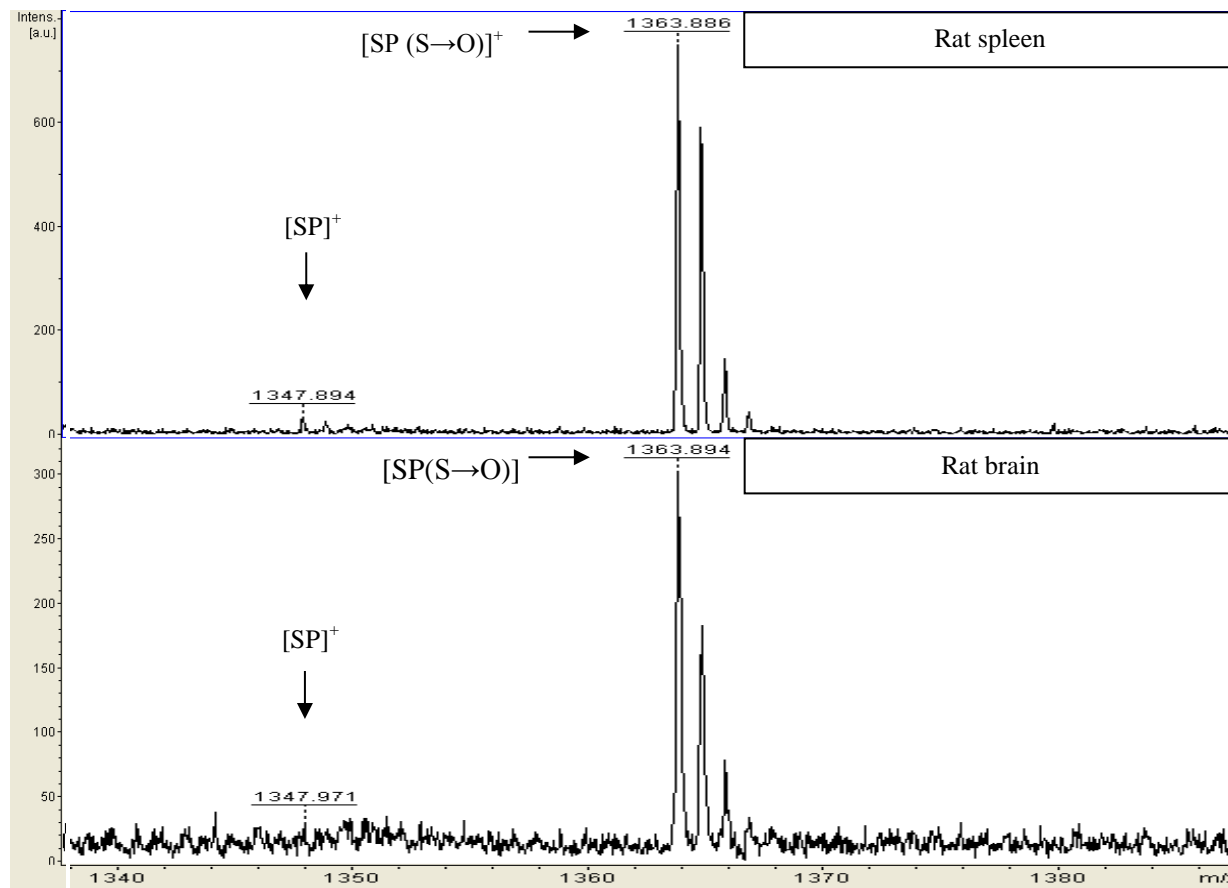 Intens.
[a.u.]
[SP (S→O)]⁺
1363.886
Rat spleen
600
400
[SP]⁺
200
1347.894
0
[SP(S→O)]
1363.894
Rat brain
300
250
200
[SP]⁺
150
100
50
1347.971
0
1340 1350 1360 1370 1380